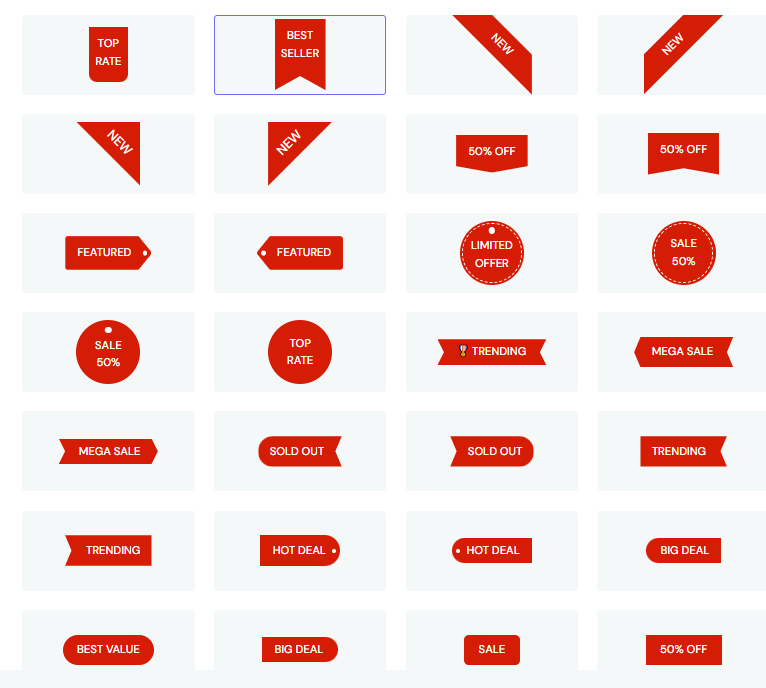 TOP
RATE
BEST
SELLER
NEW
NEW
NEW
NEW
50% OFF
50% OFF
FEATURED
FEATURED
LIMITED
OFFER
SALE
50%
SALE
50%
TOP
RATE
🎖 TRENDING
MEGA SALE
MEGA SALE
SOLD OUT
SOLD OUT
TRENDING
TRENDING
HOT DEAL
HOT DEAL
BIG DEAL
BEST VALUE
BIG DEAL
SALE
50% OFF